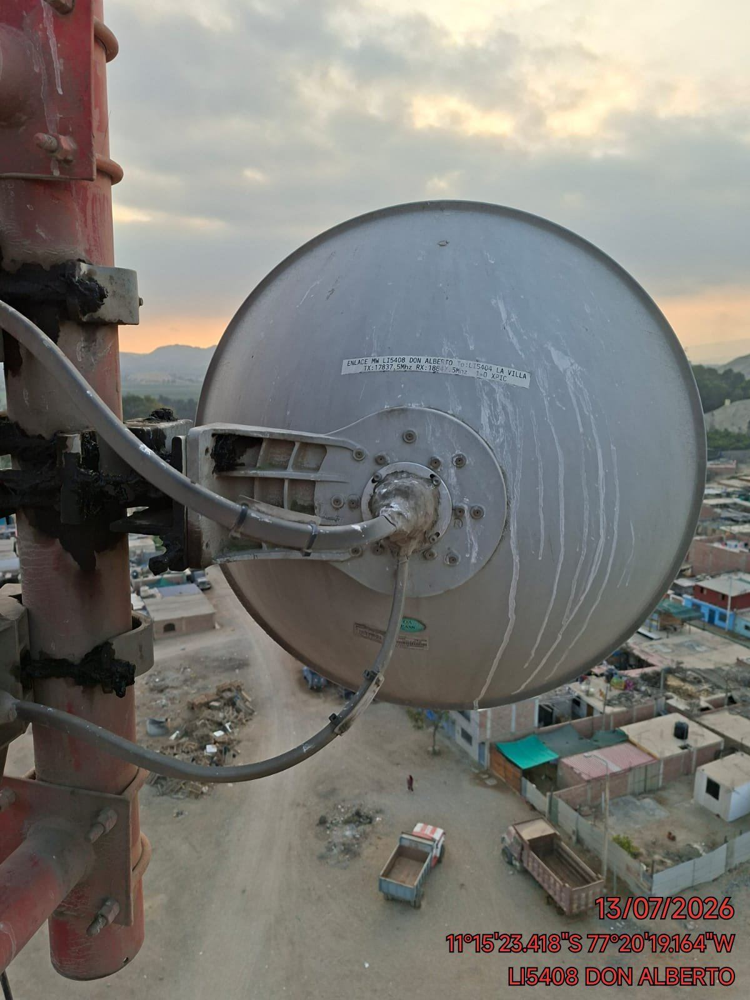 ENLACE MW LI5408 DON ALBERTO To:LI5404 LA VILLA
TX:17837,5Mhz RX:18847,5Mhz 1+0 XPIC
13/07/2026
11°15'23.418"S 77°20'19.164"W
LI5408 DON ALBERTO